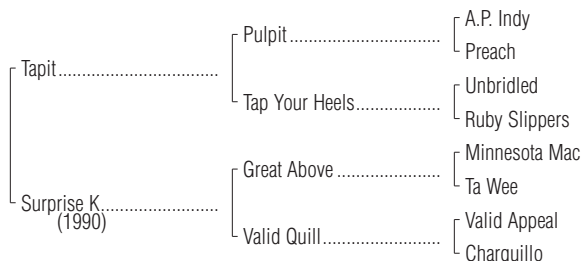 A.P. Indy
Pulpit
Preach
Tapit
Unbridled
Tap Your Heels
Ruby Slippers
Minnesota Mac
Great Above
Ta Wee
Surprise K.
(1990)
Valid Appeal
Valid Quill
Charquillo